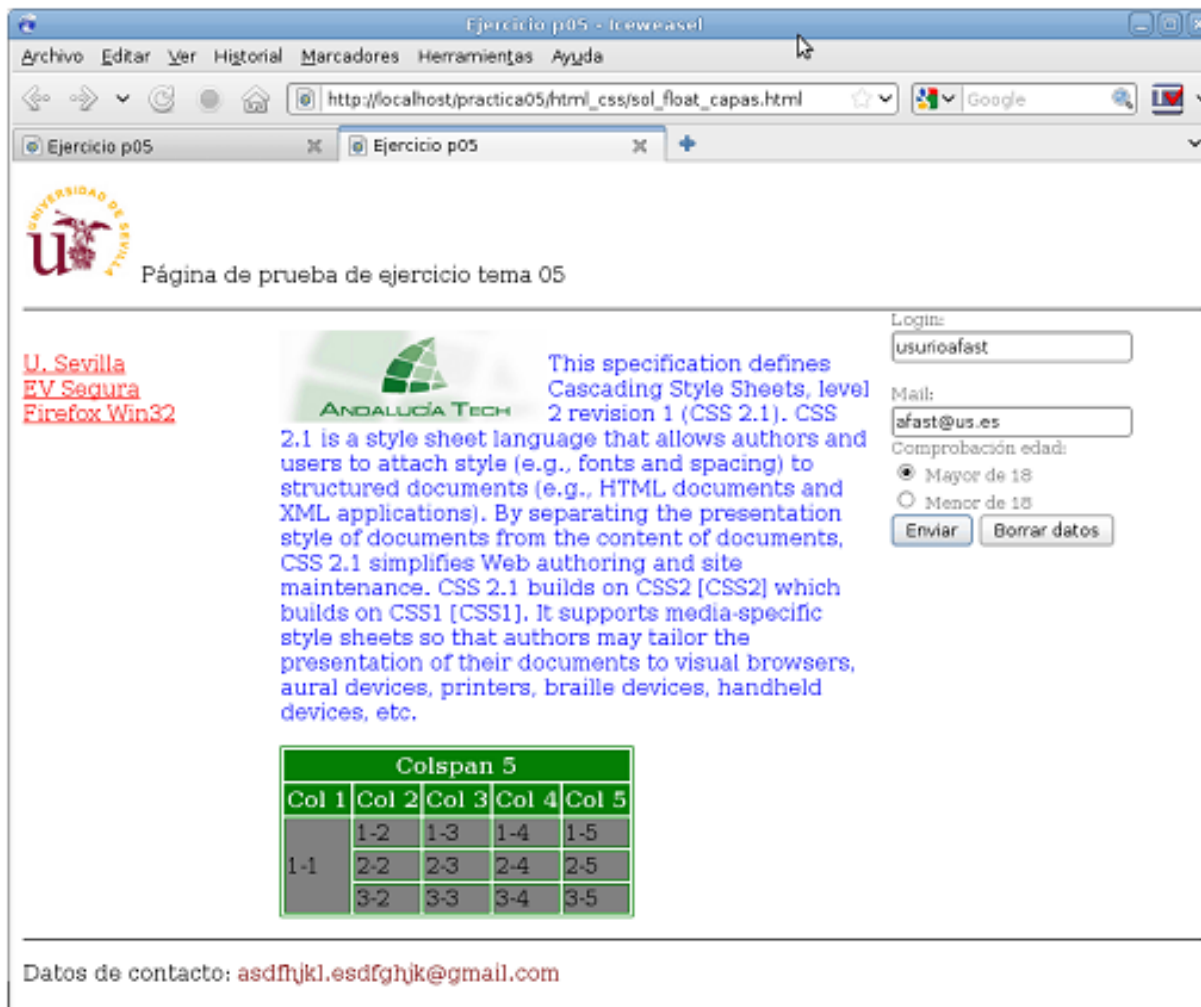 Ejercicio p05 - Iceweasel
Archivo Editar Ver Historial Marcadores Herramientas Ayuda
http://localhost/practica05/html_css/sol_float_capas.html Google
Ejercicio p05 Ejercicio p05
UNIVERSIDAD DE SEVILLA
Página de prueba de ejercicio tema 05
U. Sevilla
EV Segura
Firefox Win32
ANDALUCÍA TECH
This specification defines
Cascading Style Sheets, level
2 revision 1 (CSS 2.1). CSS
2.1 is a style sheet language that allows authors and
users to attach style (e.g., fonts and spacing) to
structured documents (e.g., HTML documents and
XML applications). By separating the presentation
style of documents from the content of documents,
CSS 2.1 simplifies Web authoring and site
maintenance. CSS 2.1 builds on CSS2 [CSS2] which
builds on CSS1 [CSS1]. It supports media-specific
style sheets so that authors may tailor the
presentation of their documents to visual browsers,
aural devices, printers, braille devices, handheld
devices, etc.
Colspan 5
Col 1 Col 2 Col 3 Col 4 Col 5
1-2 1-3 1-4 1-5
1-1 2-2 2-3 2-4 2-5
3-2 3-3 3-4 3-5
Login:
usurioafast
Mail:
afast@us.es
Comprobación edad:
Mayor de 18
Menor de 18
Enviar Borrar datos
Datos de contacto: asdfhjkl.esdfghjk@gmail.com